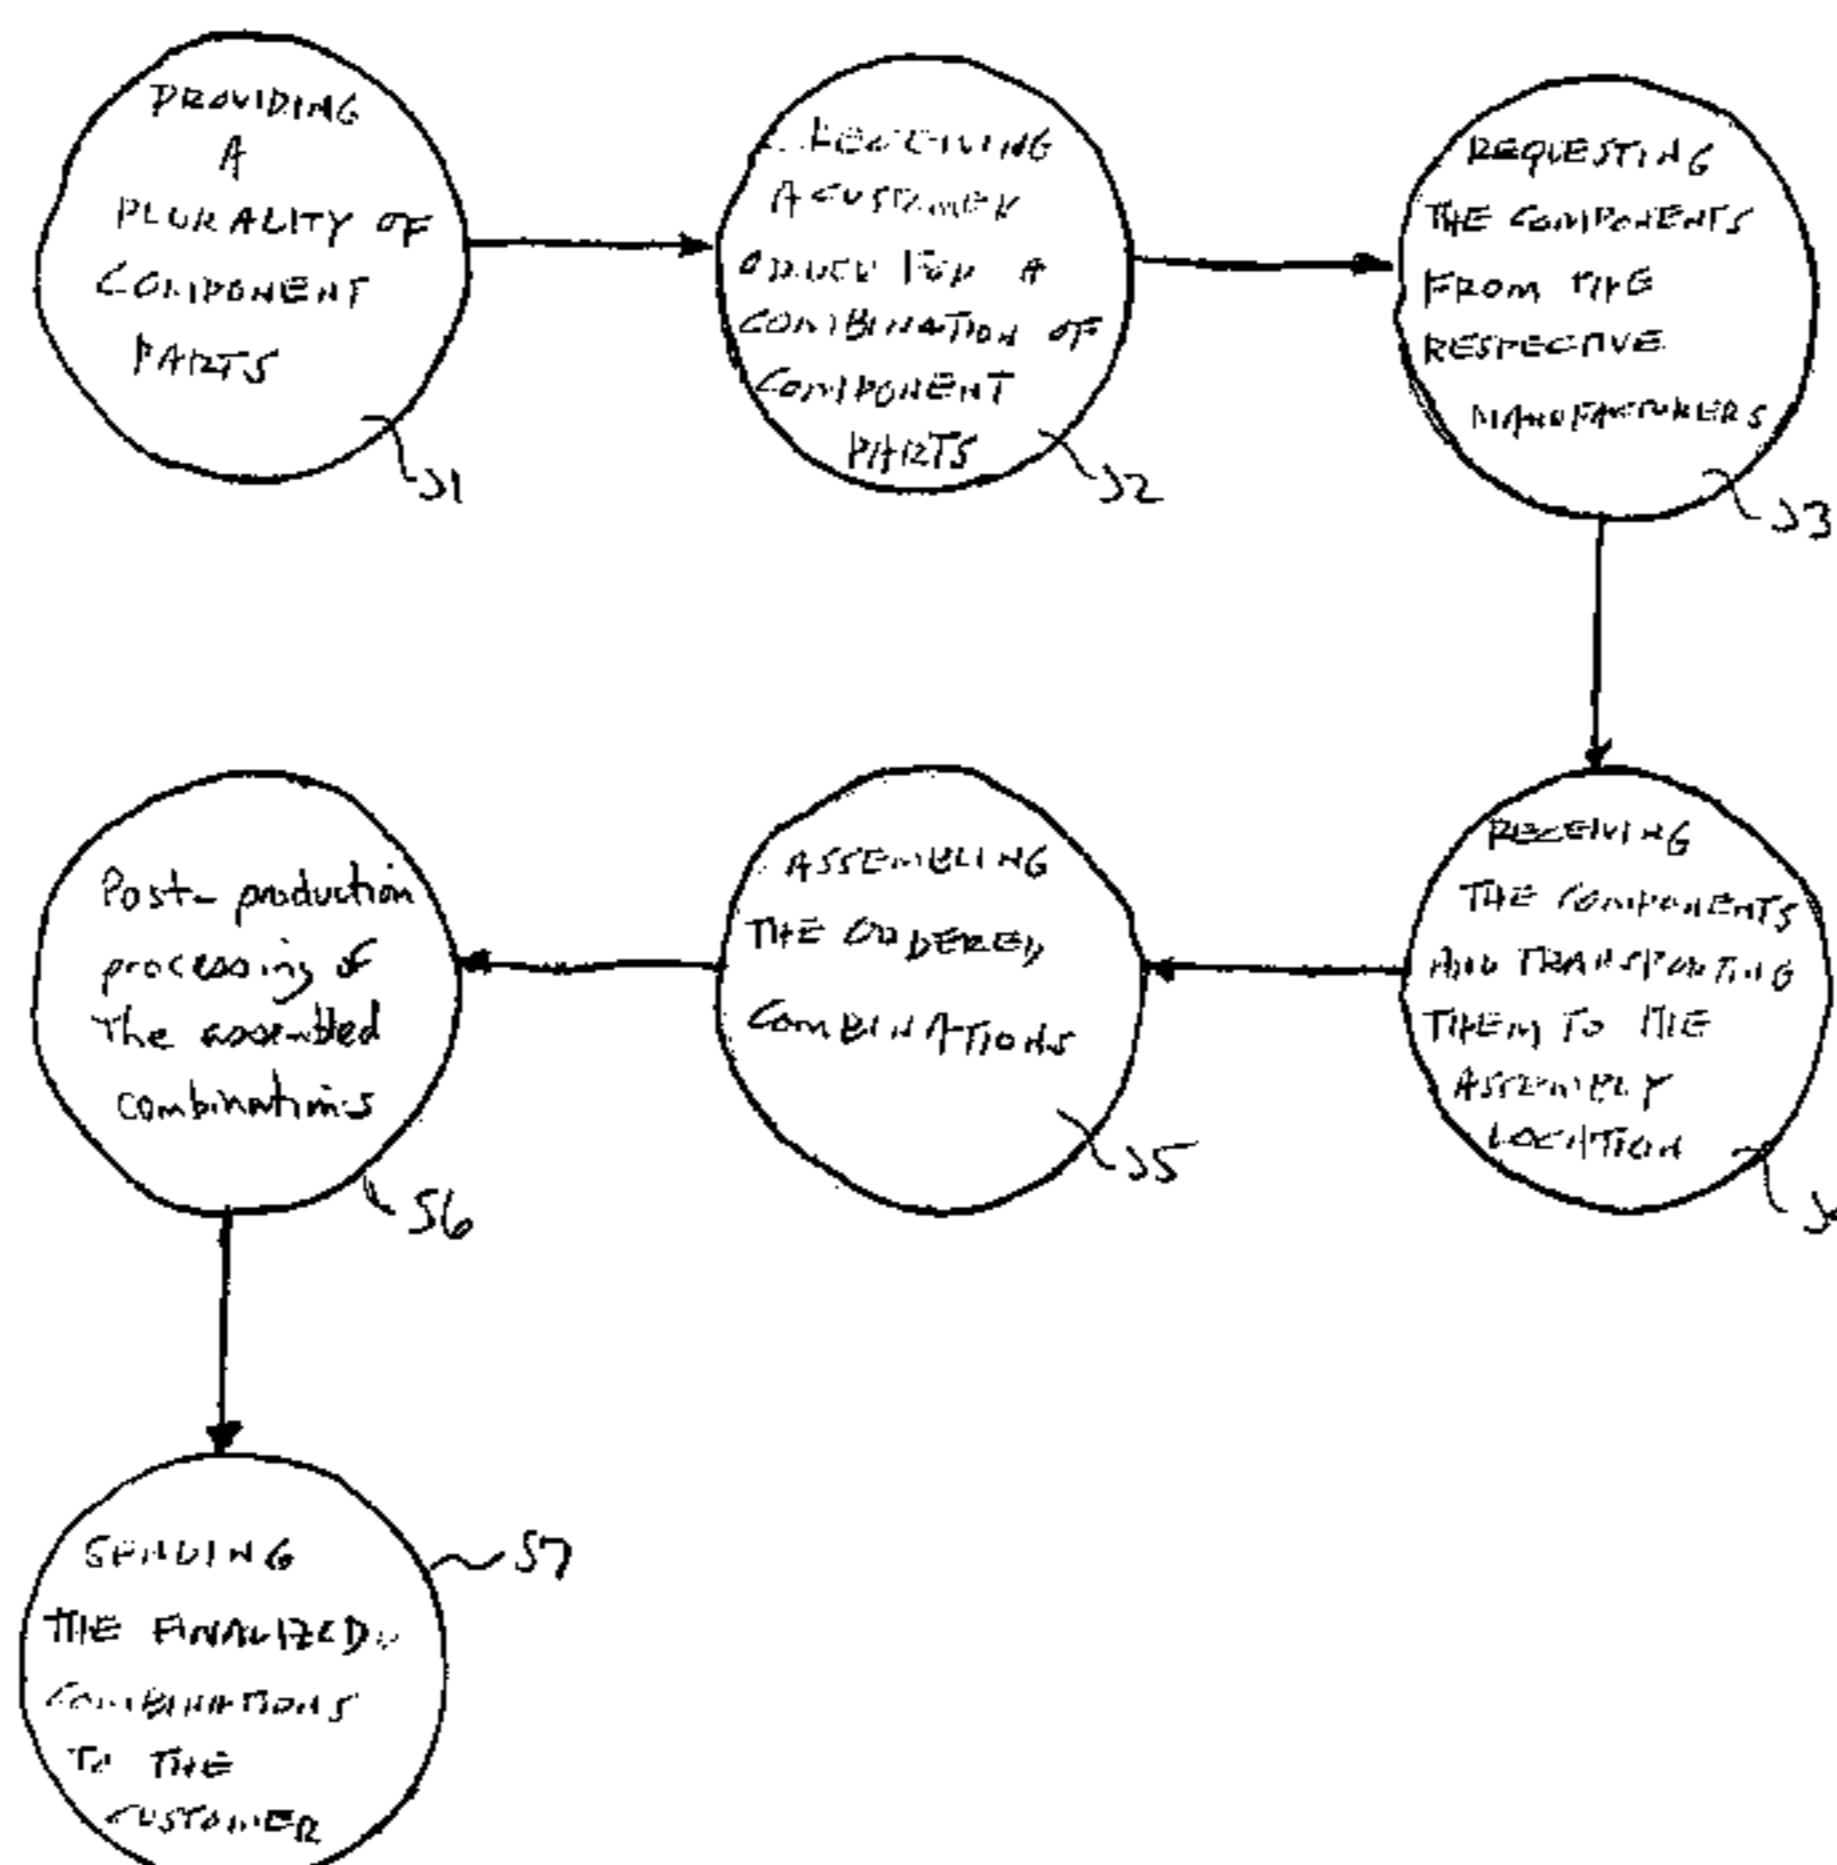 PROVIDING
A
PLURALITY OF
COMPONENT
PARTS
S1
RECEIVING
A CUSTOMER
ORDER FOR A
COMBINATION OF
COMPONENT
PARTS
S2
REQUESTING
THE COMPONENTS
FROM THE
RESPECTIVE
MANUFACTURERS
S3
RECEIVING
THE COMPONENTS
AND TRANSPORTING
THEM TO THE
ASSEMBLY
LOCATION
ASSEMBLING
THE ORDERED
COMBINATIONS
S5
Post-production
processing of
the assembled
combinations
S6
SENDING
THE FINALIZED
COMBINATIONS
TO THE
CUSTOMER
S7